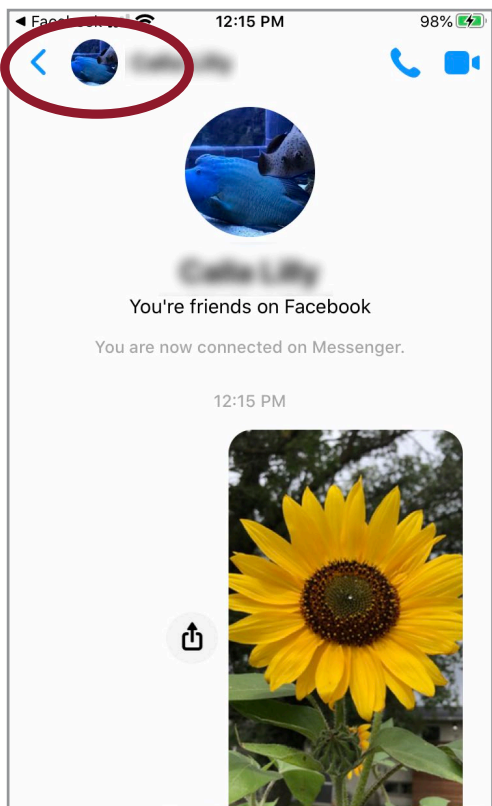 12:15 PM
98%
You're friends on Facebook
You are now connected on Messenger.
12:15 PM